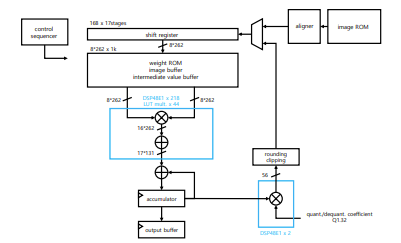 168 x 17stages
control
sequencer
shift register
aligner
image ROM
8*262
8*262 x 1k
weight ROM
image buffer
intermediate value buffer
8*262
8*262
DSP48E1 x 218
LUT mult. x 44
16*262
17*131
rounding
clipping
56
accumulator
quant./dequant. coefficient
Q1.32
output buffer
DSP48E1 x 2